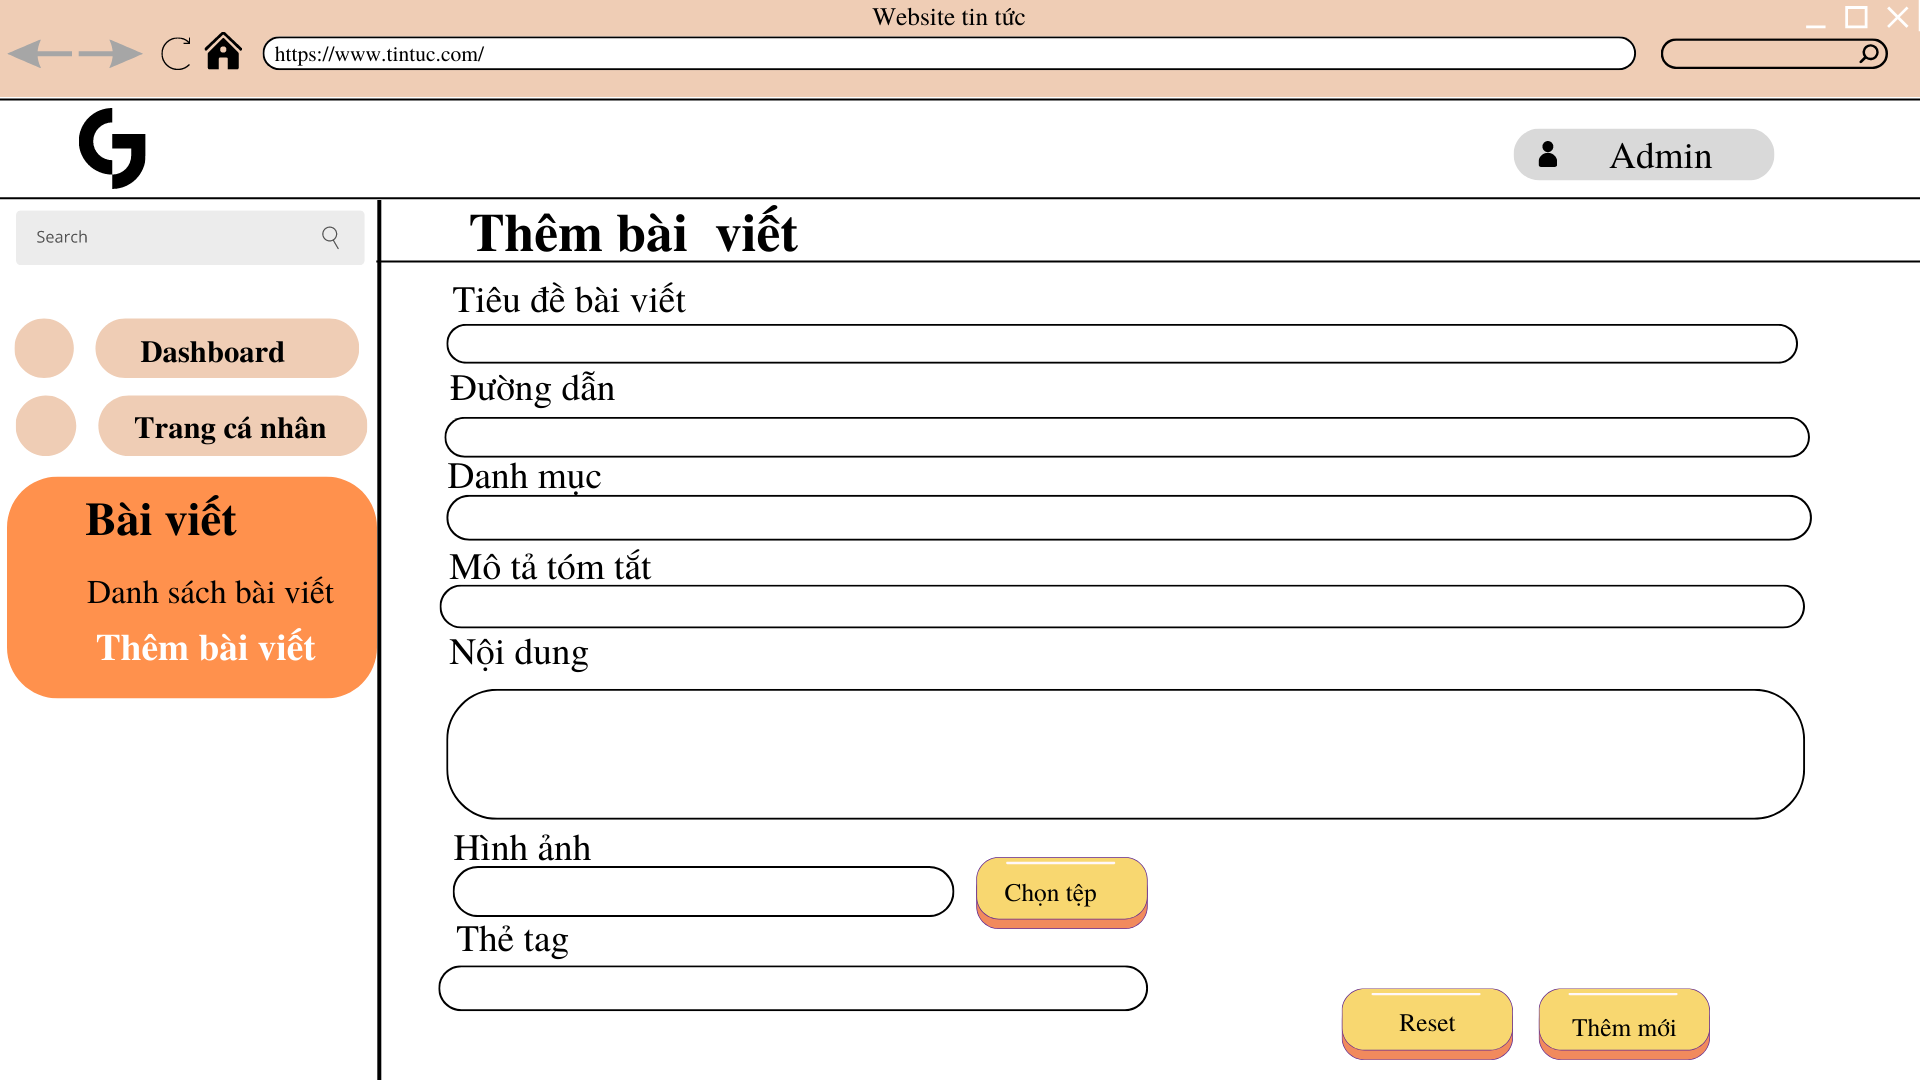 Website tin tức
https://www.tintuc.com/
Admin
Search
Dashboard
Trang cá nhân
Bài viết
Danh sách bài viết
Thêm bài viết
Thêm bài  viết
Tiêu đề bài viết
Đường dẫn
Danh mục
Mô tả tóm tắt
Nội dung
Hình ảnh
Chọn tệp
Thẻ tag
Reset
Thêm mới